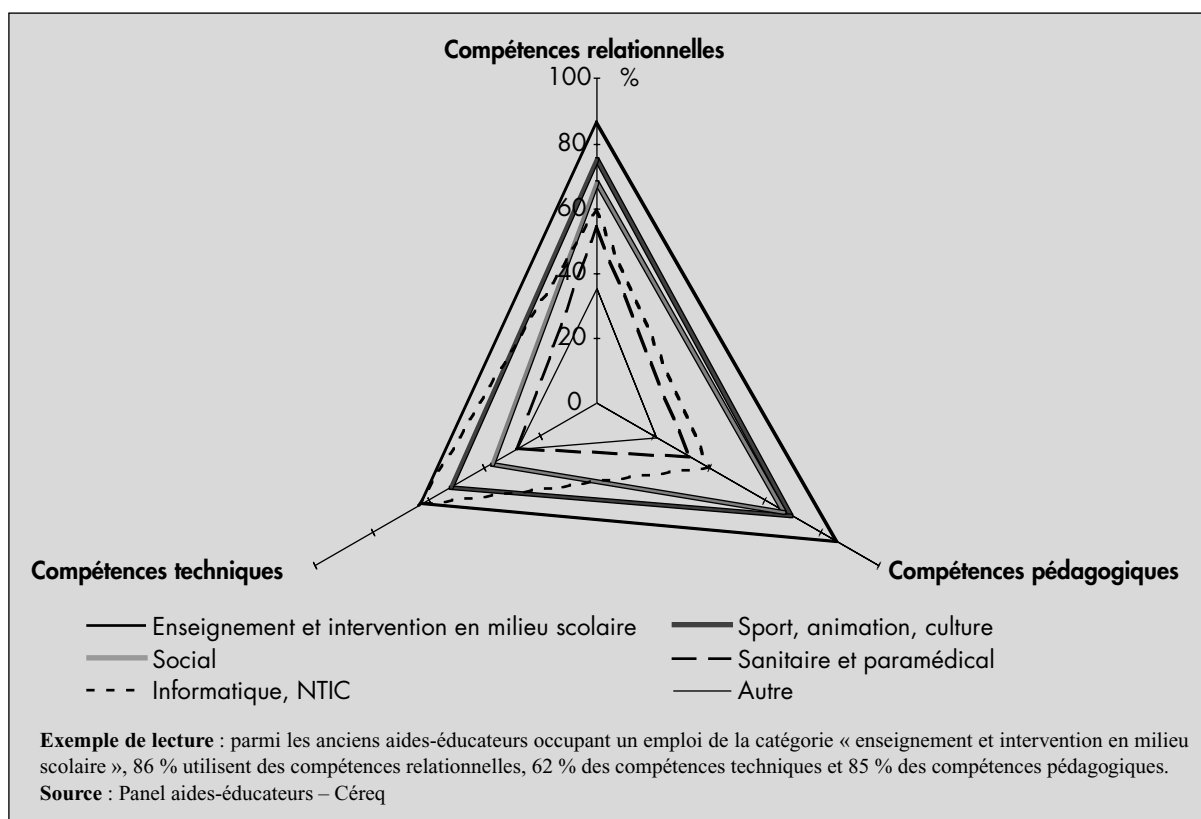 Compétences relationnelles
100 %
80
60
40
20
0
Compétences techniques
Compétences pédagogiques
Enseignement et intervention en milieu scolaire
Sport, animation, culture
Social
Sanitaire et paramédical
Informatique, NTIC
Autre
Exemple de lecture : parmi les anciens aides-éducateurs occupant un emploi de la catégorie « enseignement et intervention en milieu
scolaire », 86 % utilisent des compétences relationnelles, 62 % des compétences techniques et 85 % des compétences pédagogiques.
Source : Panel aides-éducateurs – Céreq